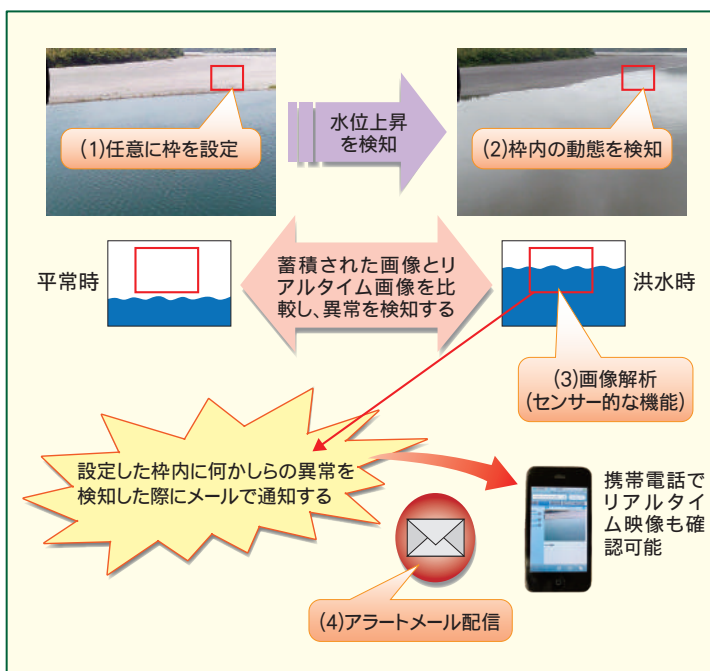 (1)任意に枠を設定
水位上昇
を検知
(2)枠内の動態を検知
平常時
蓄積された画像とリ
アルタイム画像を比
較し、異常を検知する
洪水時
(3)画像解析
(センサー的な機能)
設定した枠内に何かしらの異常を
検知した際にメールで通知する
携帯電話で
リアルタイ
ム映像も確
認可能
(4)アラートメール配信